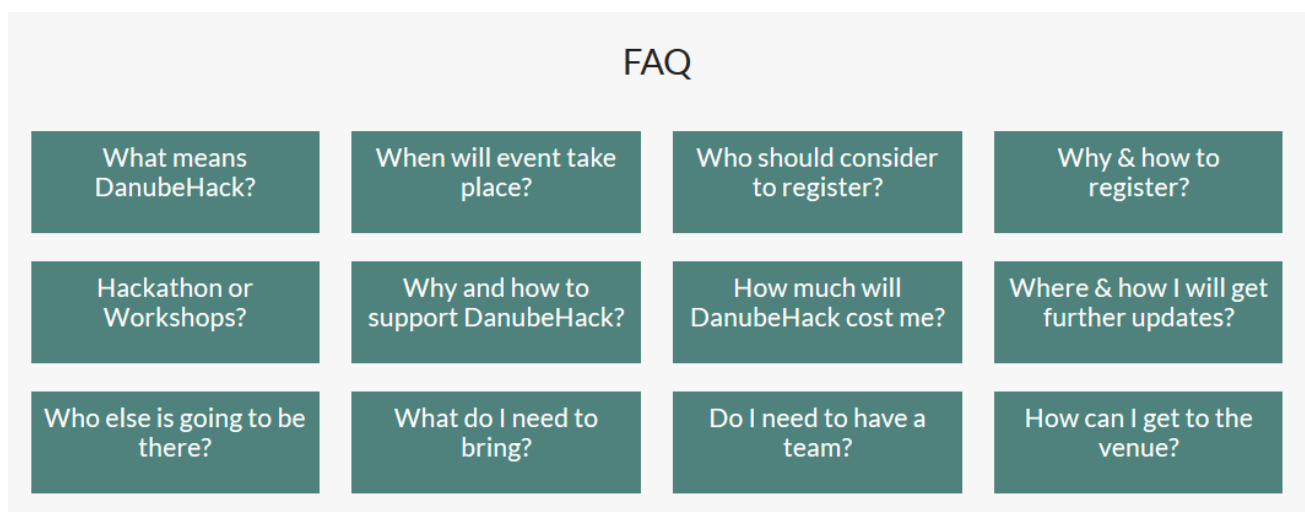 FAQ
What means
DanubeHack?
When will event take
place?
Who should consider
to register?
Why & how to
register?
Hackathon or
Workshops?
Why and how to
support DanubeHack?
How much will
DanubeHack cost me?
Where & how I will get
further updates?
Who else is going to be
there?
What do I need to
bring?
Do I need to have a
team?
How can I get to the
venue?